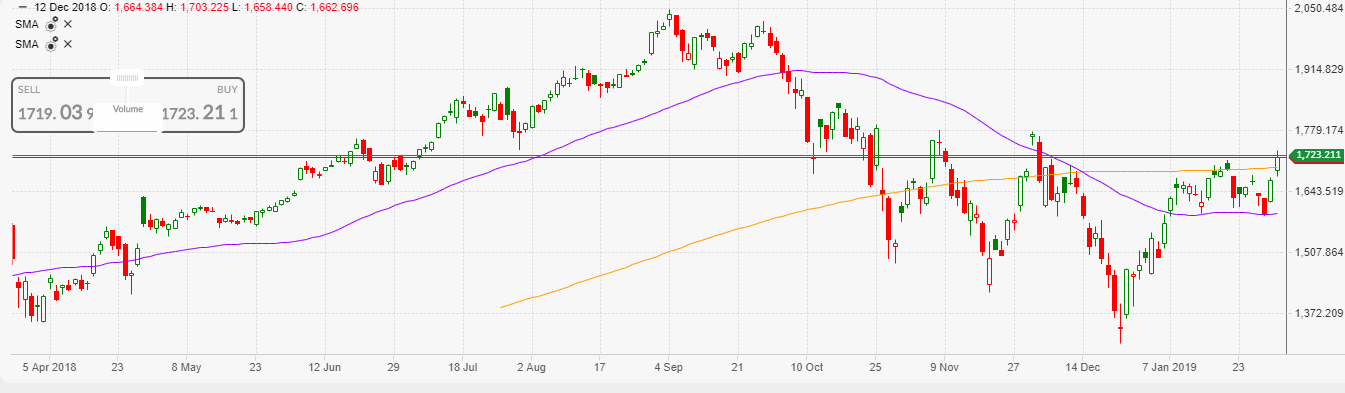 — 12 Dec 2018 O: 1,664.384 H: 1,703.225 L: 1,658.440 C: 1,662.696
SMA
SMA
SELL BUY
1719. 03 9 Volume 1723. 21 1
2,050.484
1,914.829
1,779.174
1,723.211
1,643.519
1,507.864
1,372.209
5 Apr 2018 23 8 May 23 12 Jun 29 18 Jul 2 Aug 17 4 Sep 21 10 Oct 25 9 Nov 27 14 Dec 7 Jan 2019 23